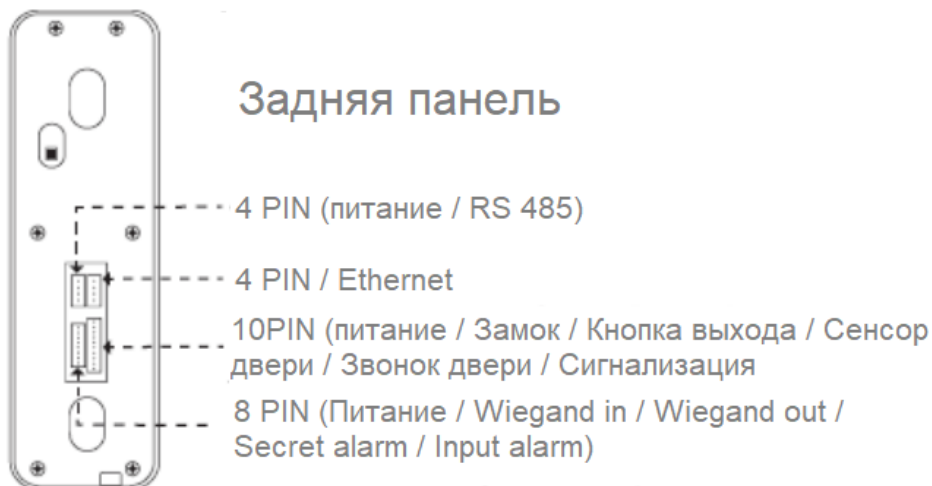 Задняя панель
4 PIN (питание / RS 485)
4 PIN / Ethernet
10PIN (питание / Замок / Кнопка выхода / Сенсор
двери / Звонок двери / Сигнализация
8 PIN (Питание / Wiegand in / Wiegand out /
Secret alarm / Input alarm)